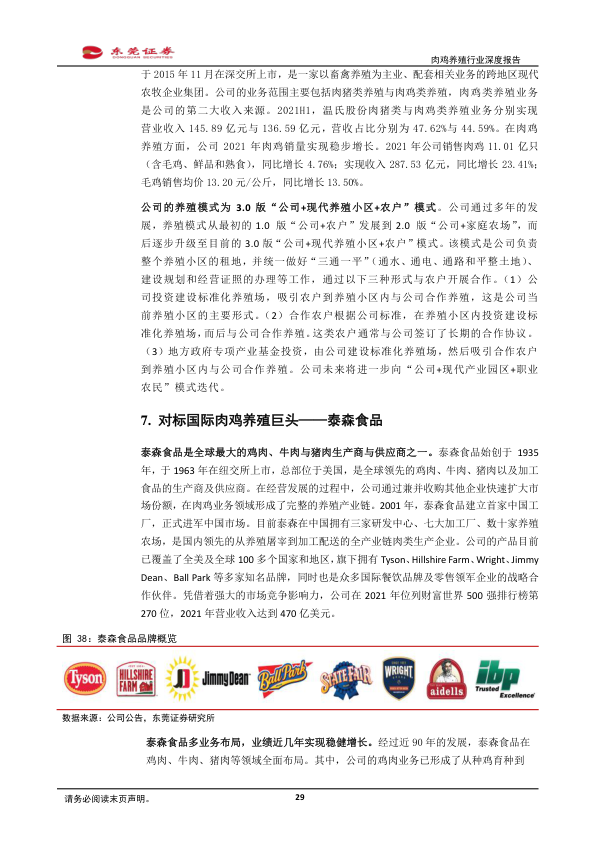 东莞证券
DONGGUAN SECURITIES
肉鸡养殖行业深度报告
于 2015 年 11 月在深交所上市，是一家以畜禽养殖为主业、配套相关业务的跨地区现代
农牧企业集团。公司的业务范围主要包括肉猪类养殖与肉鸡类养殖，肉鸡类养殖业务
是公司的第二大收入来源。2021H1，温氏股份肉猪类与肉鸡类养殖业务分别实现
营业收入 145.89 亿元与 136.59 亿元，营收占比分别为 47.62%与 44.59%。在肉鸡
养殖方面，公司 2021 年肉鸡销量实现稳步增长。2021 年公司销售肉鸡 11.01 亿只
（含毛鸡、鲜品和熟食），同比增长 4.76%；实现收入 287.53 亿元，同比增长 23.41%；
毛鸡销售均价 13.20 元/公斤，同比增长 13.50%。
公司的养殖模式为 3.0 版“公司+现代养殖小区+农户”模式。公司通过多年的发
展，养殖模式从最初的 1.0 版“公司+农户”发展到 2.0 版“公司+家庭农场”，而
后逐步升级至目前的 3.0 版“公司+现代养殖小区+农户”模式。该模式是公司负责
整个养殖小区的租地，并统一做好“三通一平”（通水、通电、通路和平整土地）、
建设规划和经营证照的办理等工作，通过以下三种形式与农户开展合作。（1）公
司投资建设标准化养殖场，吸引农户到养殖小区内与公司合作养殖，这是公司当
前养殖小区的主要形式。（2）合作农户根据公司标准，在养殖小区内投资建设标
准化养殖场，而后与公司合作养殖。这类农户通常与公司签订了长期的合作协议。
（3）地方政府专项产业基金投资，由公司建设标准化养殖场，然后吸引合作农户
到养殖小区内与公司合作养殖。公司未来将进一步向“公司+现代产业园区+职业
农民”模式迭代。
7. 对标国际肉鸡养殖巨头——泰森食品
泰森食品是全球最大的鸡肉、牛肉与猪肉生产商与供应商之一。泰森食品始创于 1935
年，于 1963 年在纽交所上市，总部位于美国，是全球领先的鸡肉、牛肉、猪肉以及加工
食品的生产商及供应商。在经营发展的过程中，公司通过兼并收购其他企业快速扩大市
场份额，在肉鸡业务领域形成了完整的养殖产业链。2001 年，泰森食品建立首家中国工
厂，正式进军中国市场。目前泰森在中国拥有三家研发中心、七大加工厂、数十家养殖
农场，是国内领先的从养殖屠宰到加工配送的全产业链肉类生产企业。公司的产品目前
已覆盖了全美及全球 100 多个国家和地区，旗下拥有 Tyson、Hillshire Farm、Wright、Jimmy
Dean、Ball Park 等多家知名品牌，同时也是众多国际餐饮品牌及零售领军企业的战略合
作伙伴。凭借着强大的市场竞争影响力，公司在 2021 年位列财富世界 500 强排行榜第
270 位，2021 年营业收入达到 470 亿美元。
图 38：泰森食品品牌概览
Tyson
HILLSHIRE FARM
JD Jimmy Dean
Ball Park
STATE FAIR
WRIGHT
aidells
ibp Trusted Excellence
数据来源：公司公告，东莞证券研究所
泰森食品多业务布局，业绩近几年实现稳健增长。经过近 90 年的发展，泰森食品在
鸡肉、牛肉、猪肉等领域全面布局。其中，公司的鸡肉业务已形成了从种鸡育种到
请务必阅读末页声明。
29